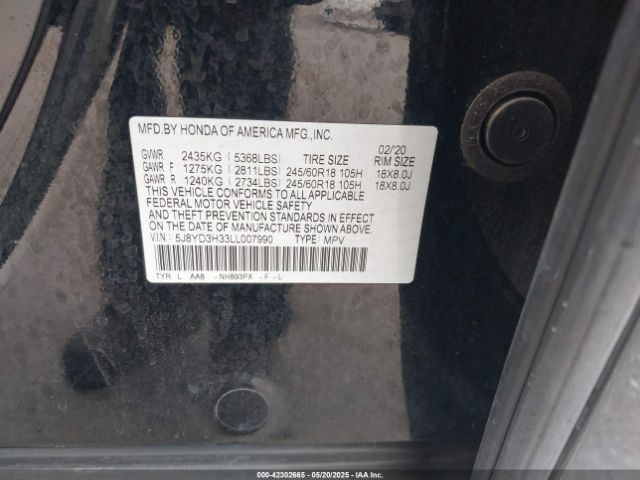 MFD.BY HONDA OF AMERICA MFG.,INC.
02/20
GVWR 2435KG ( 5368LBS) TIRE SIZE RIM SIZE
GAWR F 1275KG ( 2811LBS) 245/60R18 105H 18X8.0J
GAWR R 1240KG ( 2734LBS) 245/60R18 105H 18X8.0J
THIS VEHICLE CONFORMS TO ALL APPLICABLE
FEDERAL MOTOR VEHICLE SAFETY
AND THEFT PREVENTION STANDARDS IN EFFECT
ON THE DATE OF MANUFACTURE SHOWN ABOVE.
V.I.N: 5J8YD3H33LL007990 TYPE: MPV
TYR L AA6 - NH893PX - F - L
000-42302665 - 05/20/2025 - IAA Inc.